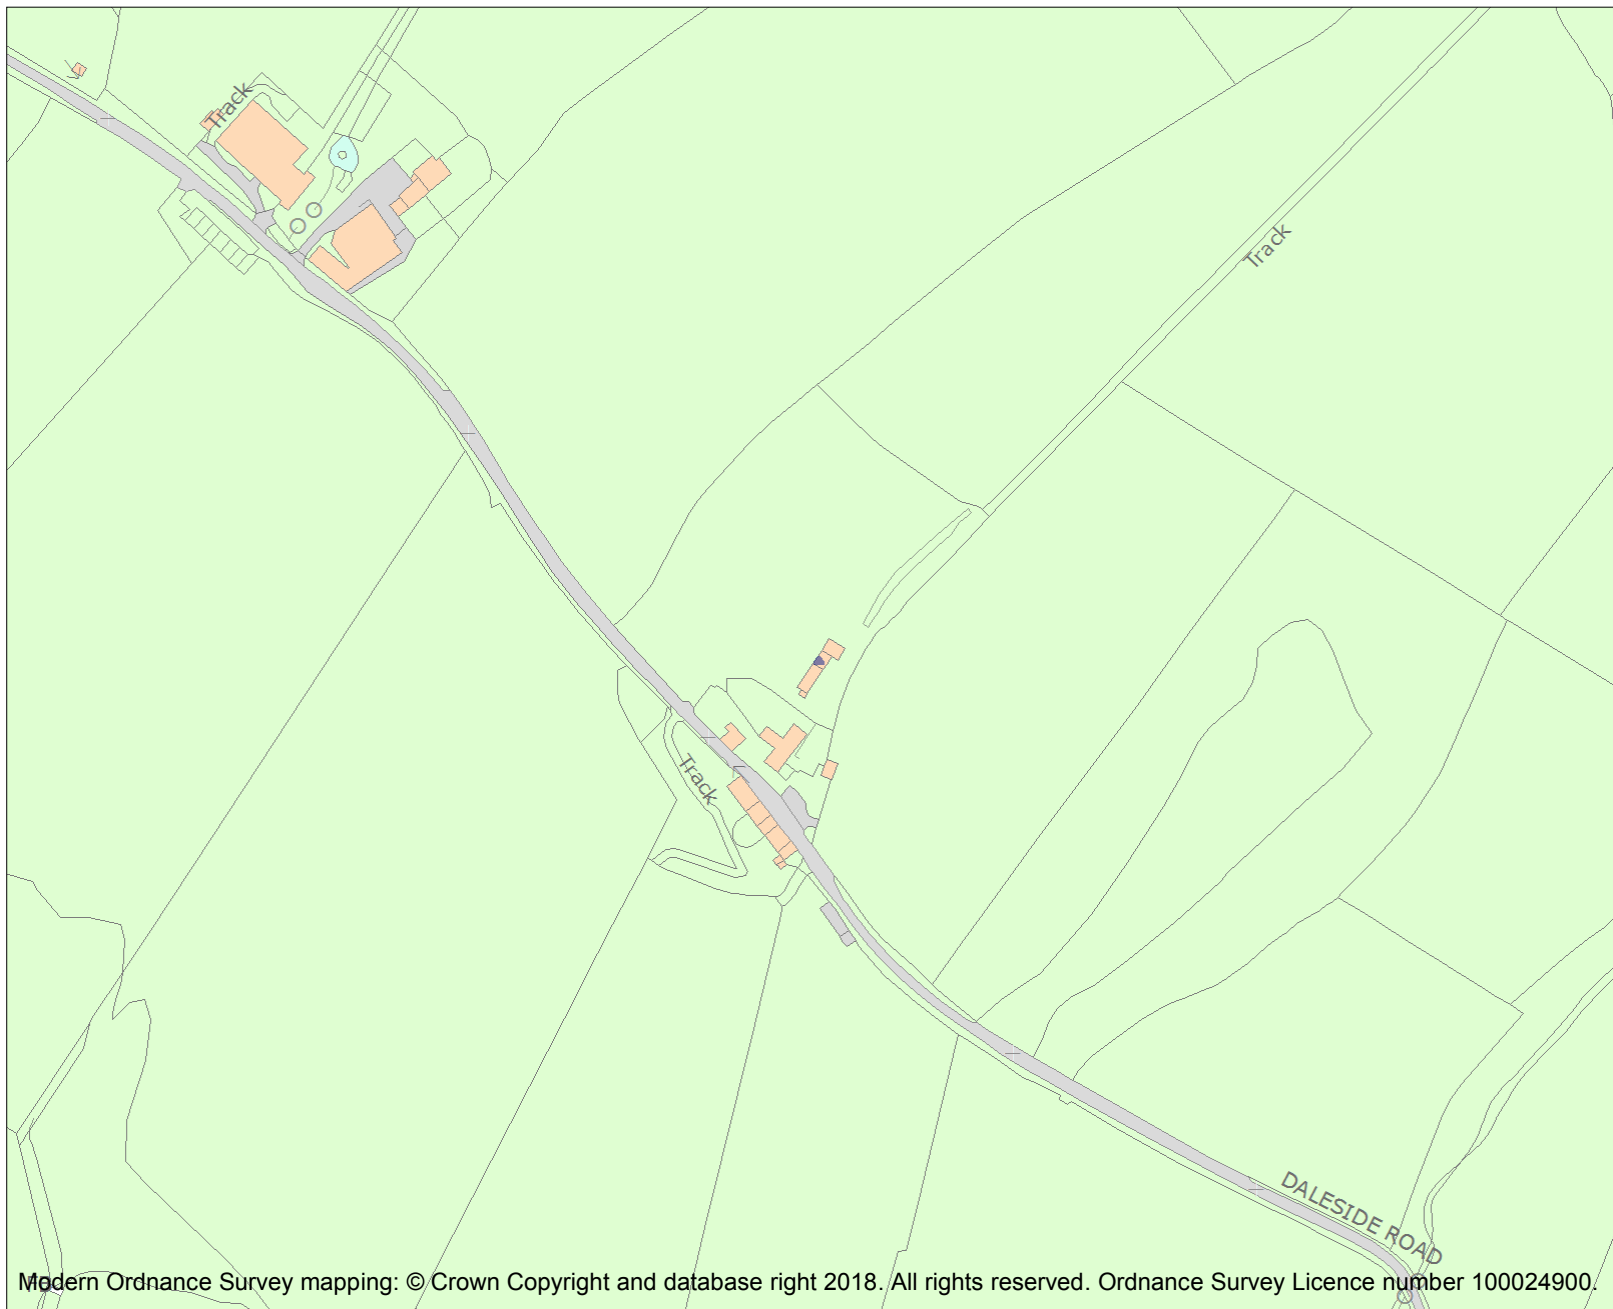 Track
Track
Track
DALESIDE ROAD
Modern Ordnance Survey mapping: © Crown Copyright and database right 2018. All rights reserved. Ordnance Survey Licence number 100024900.